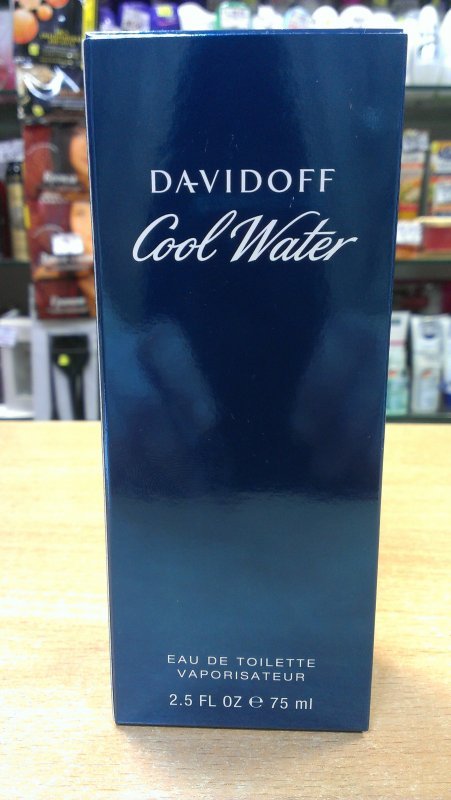 DAVIDOFF
Cool Water
EAU DE TOILETTE
VAPORISATEUR
2.5 FL OZ ℮ 75 ml